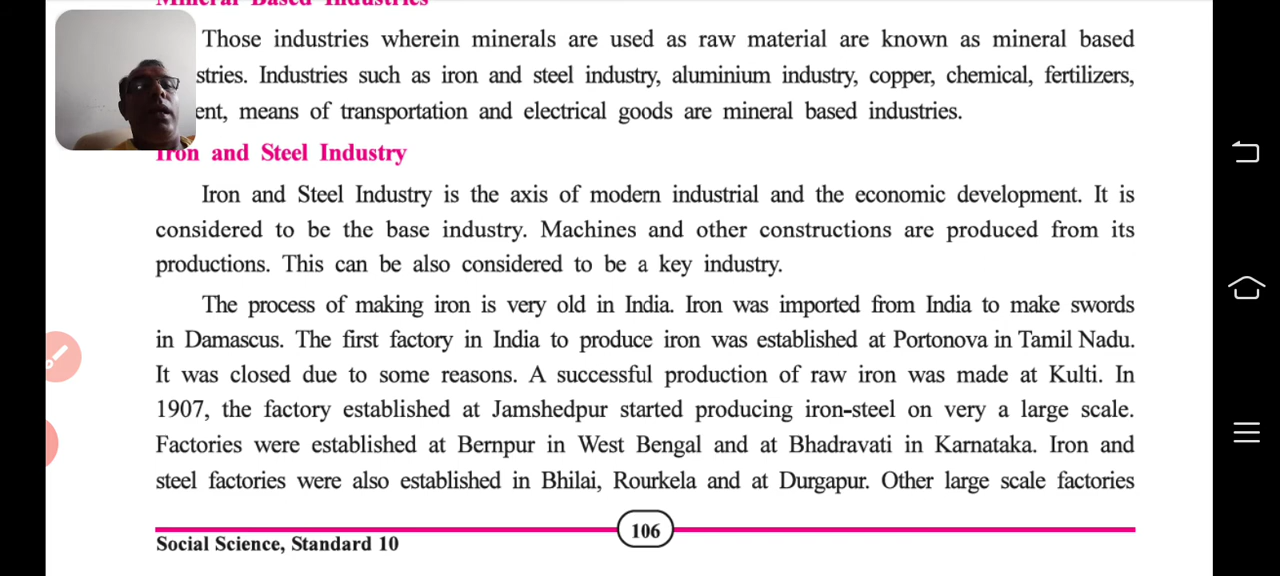 Mineral Based Industries
Those industries wherein minerals are used as raw material are known as mineral based
stries. Industries such as iron and steel industry, aluminium industry, copper, chemical, fertilizers,
ent, means of transportation and electrical goods are mineral based industries.
Iron and Steel Industry
Iron and Steel Industry is the axis of modern industrial and the economic development. It is
considered to be the base industry. Machines and other constructions are produced from its
productions. This can be also considered to be a key industry.
The process of making iron is very old in India. Iron was imported from India to make swords
in Damascus. The first factory in India to produce iron was established at Portonova in Tamil Nadu.
It was closed due to some reasons. A successful production of raw iron was made at Kulti. In
1907, the factory established at Jamshedpur started producing iron-steel on very a large scale.
Factories were established at Bernpur in West Bengal and at Bhadravati in Karnataka. Iron and
steel factories were also established in Bhilai, Rourkela and at Durgapur. Other large scale factories
106
Social Science, Standard 10